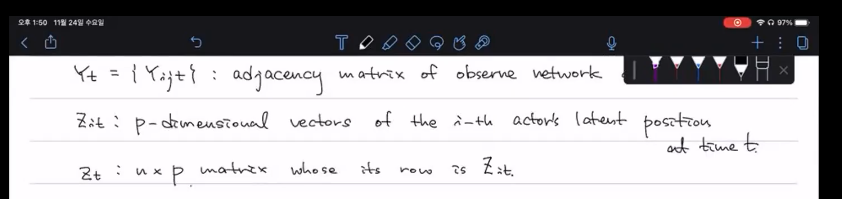 오후 1:50 11월 24일 수요일
97%
Yt = {Yijt} : adjacency matrix of observe network
Zit : p-dimensional vectors of the i-th actor's latent position
at time t.
Zt : n x p matrix whose its row is Zit.